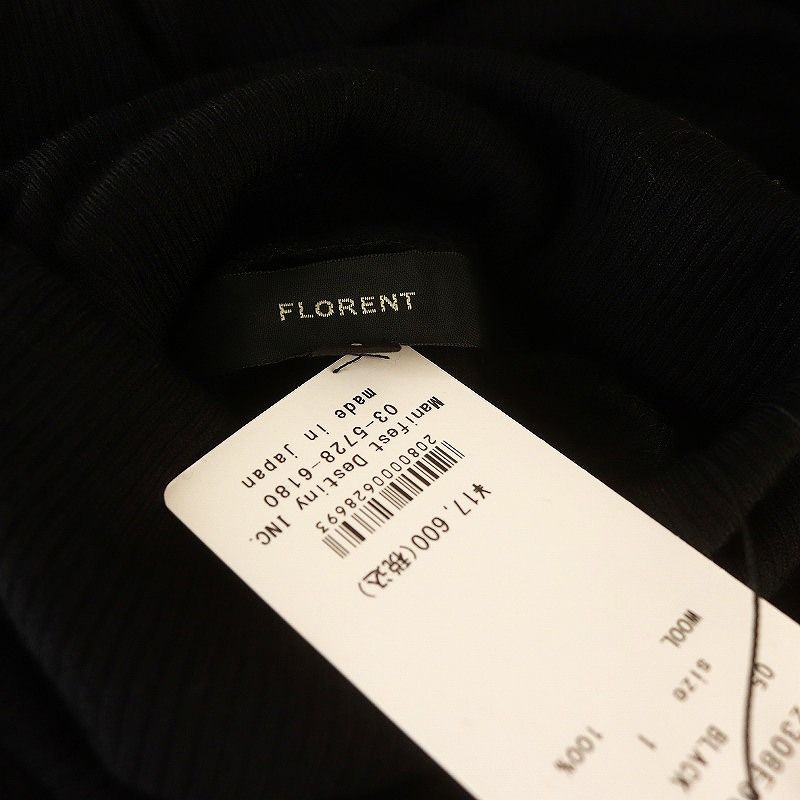 FLORENT
WOOL 100%
size 1 BLACK
¥17,600(税込)
2080000628693
Manifest Destiny INC.
03-5728-6180
made in japan